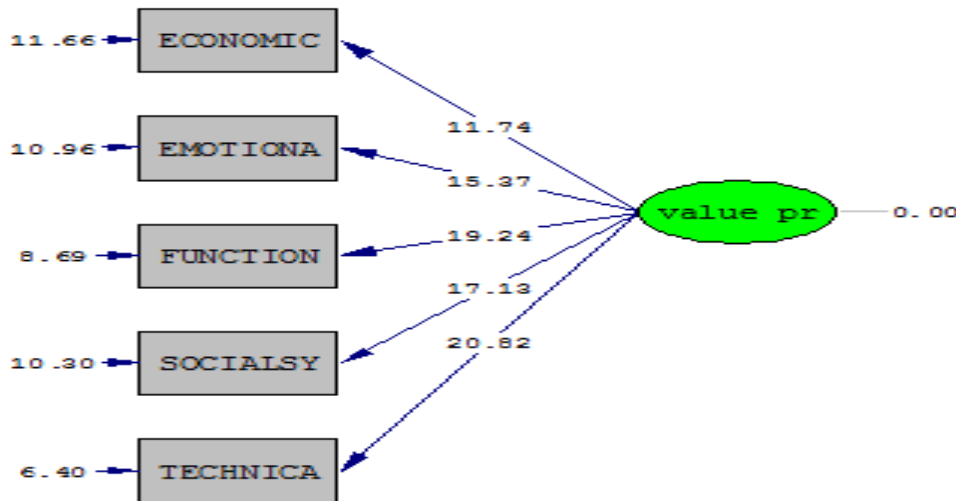 11.66 ECONOMIC
11.74
10.96 EMOTIONA
15.37
value pr 0.00
19.24
8.69 FUNCTION
17.13
20.82
10.30 SOCIALSY
6.40 TECHNICA